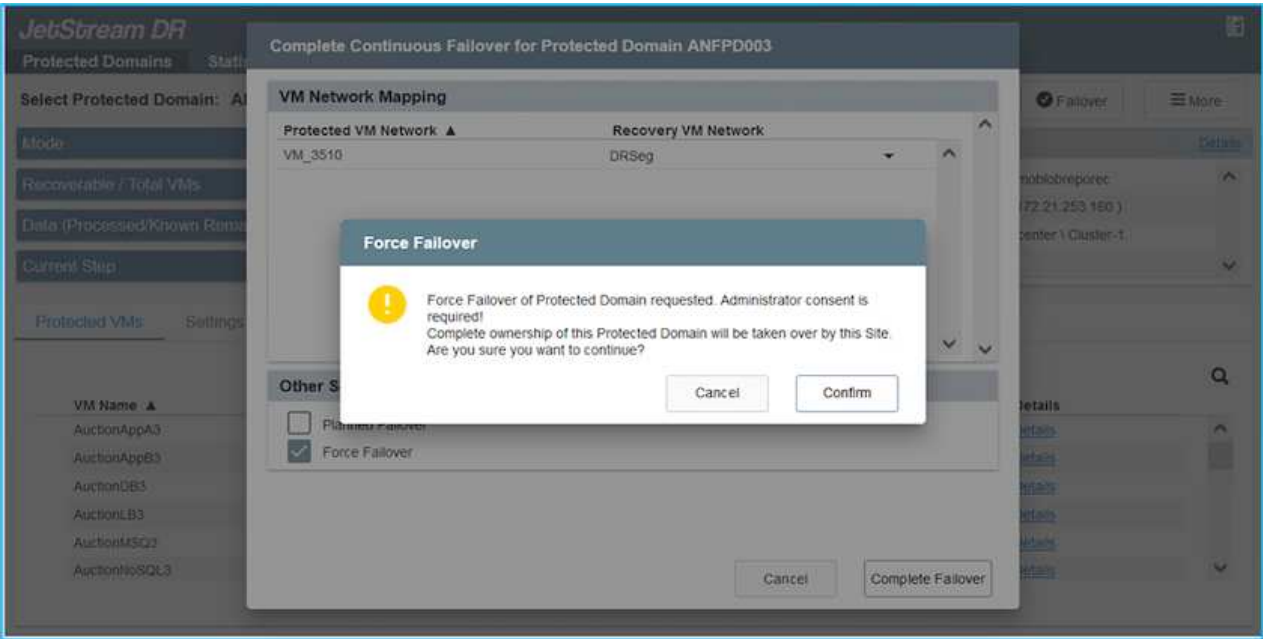 JetStream DR
Protected Domains
Complete Continuous Failover for Protected Domain ANFPD003
Select Protected Domain:
Failover
More
VM Network Mapping
Protected VM Network ▲ Recovery VM Network
VM_3510 DRSeg
Mode
Details
Recoverable / Total VMs
Data (Processed/Known
Current Step
172.21.253.160 )
\ Cluster-1
Force Failover
Force Failover of Protected Domain requested. Administrator consent is
required!
Complete ownership of this Protected Domain will be taken over by this Site.
Are you sure you want to continue?
Cancel Confirm
Protected VMs Settings
Other S
Planned Failover
Force Failover
VM Name ▲ Details
AuctionAppA3 Details
AuctionAppB3 Details
AuctionDB3 Details
AuctionLB3 Details
AuctionMSQ3 Details
AuctionNoSQL3 Details
Cancel Complete Failover